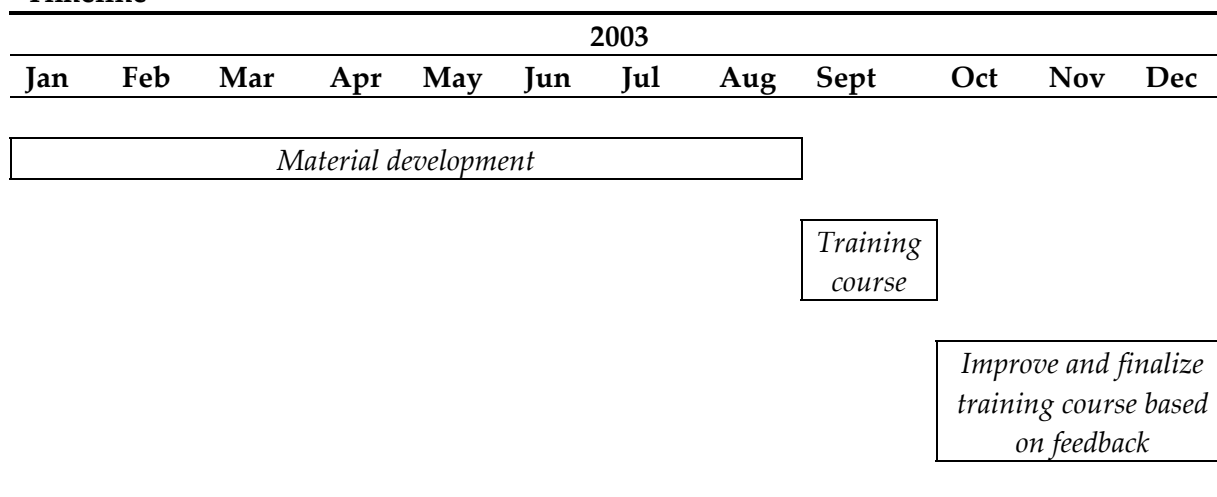 2003
Jan Feb Mar Apr May Jun Jul Aug Sept Oct Nov Dec
Material development
Training
course
Improve and finalize
training course based
on feedback